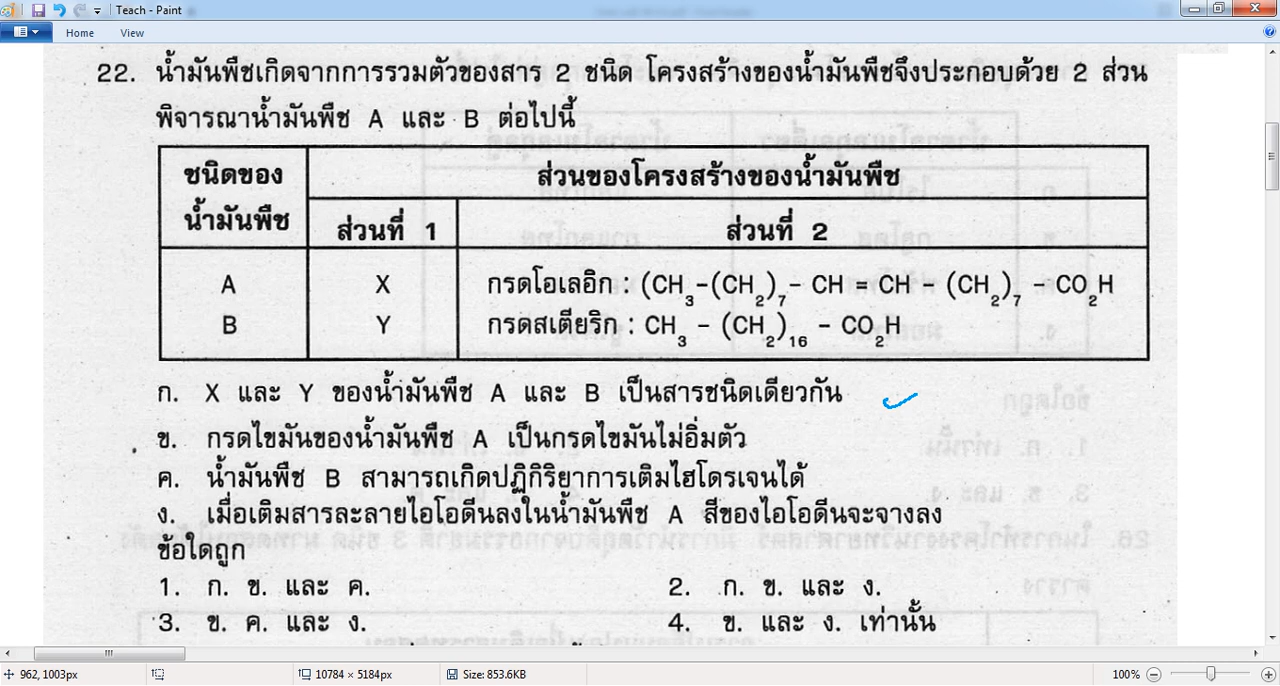 Teach - Paint
Home View
22. น้ำมันพืชเกิดจากการรวมตัวของสาร 2 ชนิด โครงสร้างของน้ำมันพืชจึงประกอบด้วย 2 ส่วน
พิจารณาน้ำมันพืช A และ B ต่อไปนี้
ชนิดของน้ำมันพืช
ส่วนของโครงสร้างของน้ำมันพืช
ส่วนที่ 1 ส่วนที่ 2
A X กรดโอเลอิก : (CH3-(CH2)7- CH = CH - (CH2)7 -CO2H
B Y กรดสเตียริก : CH3 - (CH2)16 - CO2H
ก. X และ Y ของน้ำมันพืช A และ B เป็นสารชนิดเดียวกัน
ข. กรดไขมันของน้ำมันพืช A เป็นกรดไขมันไม่อิ่มตัว
ค. น้ำมันพืช B สามารถเกิดปฏิกิริยาการเติมไฮโดรเจนได้
ง. เมื่อเติมสารละลายไอโอดีนลงในน้ำมันพืช A สีของไอโอดีนจะจางลง
ข้อใดถูก
1. ก. ข. และ ค. 2. ก. ข. และ ง.
3. ข. ค. และ ง. 4. ข. และ ง. เท่านั้น
962, 1003px 10784 × 5184px Size: 853.6KB 100%